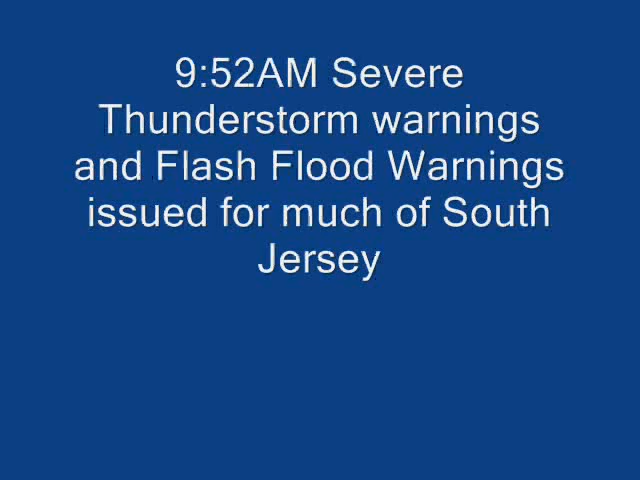 9:52AM Severe
Thunderstorm warnings
and Flash Flood Warnings
issued for much of South
Jersey